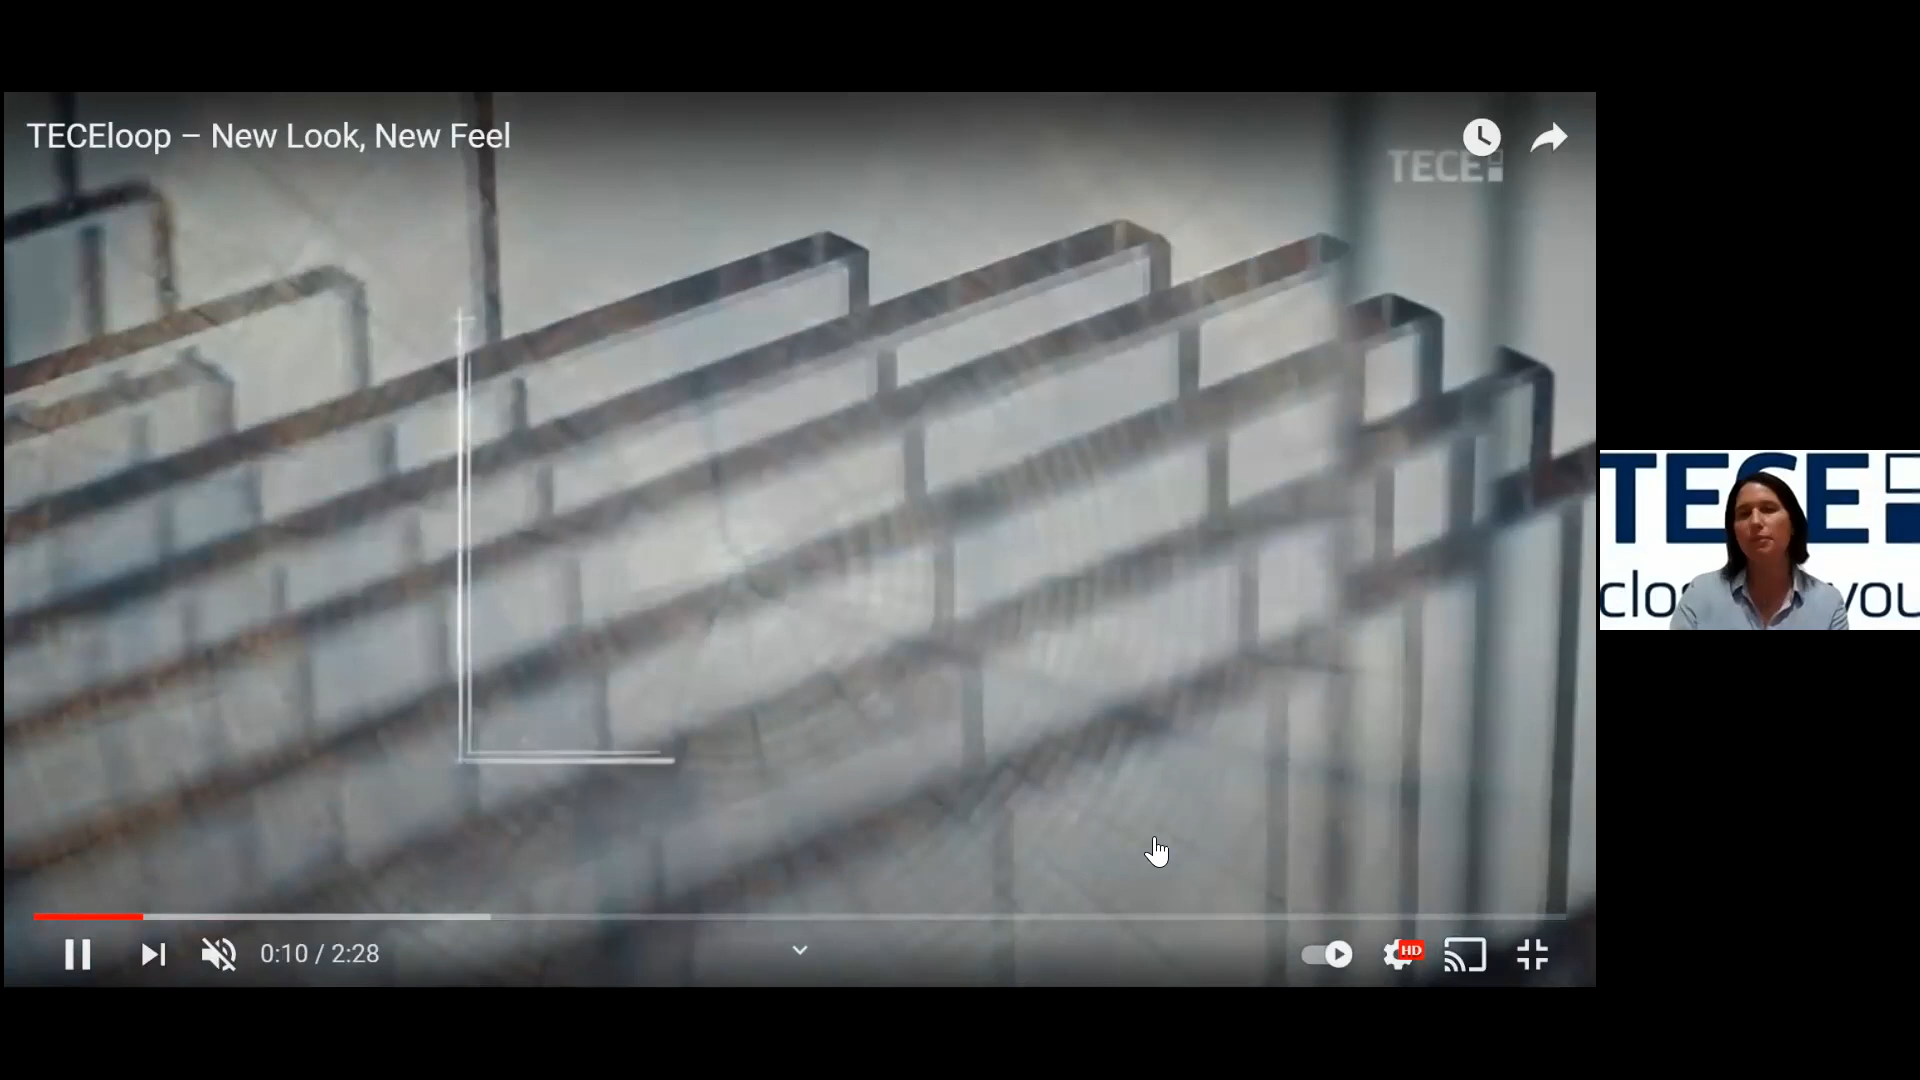 TECEloop – New Look, New Feel
TECE
0:10 / 2:28
HD
TECE
clo you